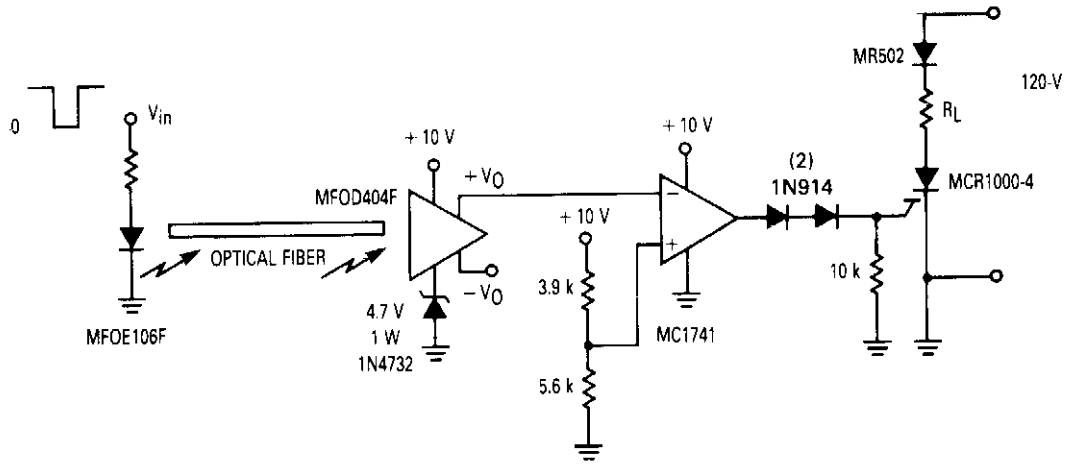 0
Vin
MFOE106F
OPTICAL FIBER
MFOD404F
+ 10 V
+ VO
− VO
4.7 V
1 W
1N4732
+ 10 V
3.9 k
5.6 k
+ 10 V
−
+
MC1741
(2)
1N914
10 k
MR502
RL
MCR1000-4
120-V